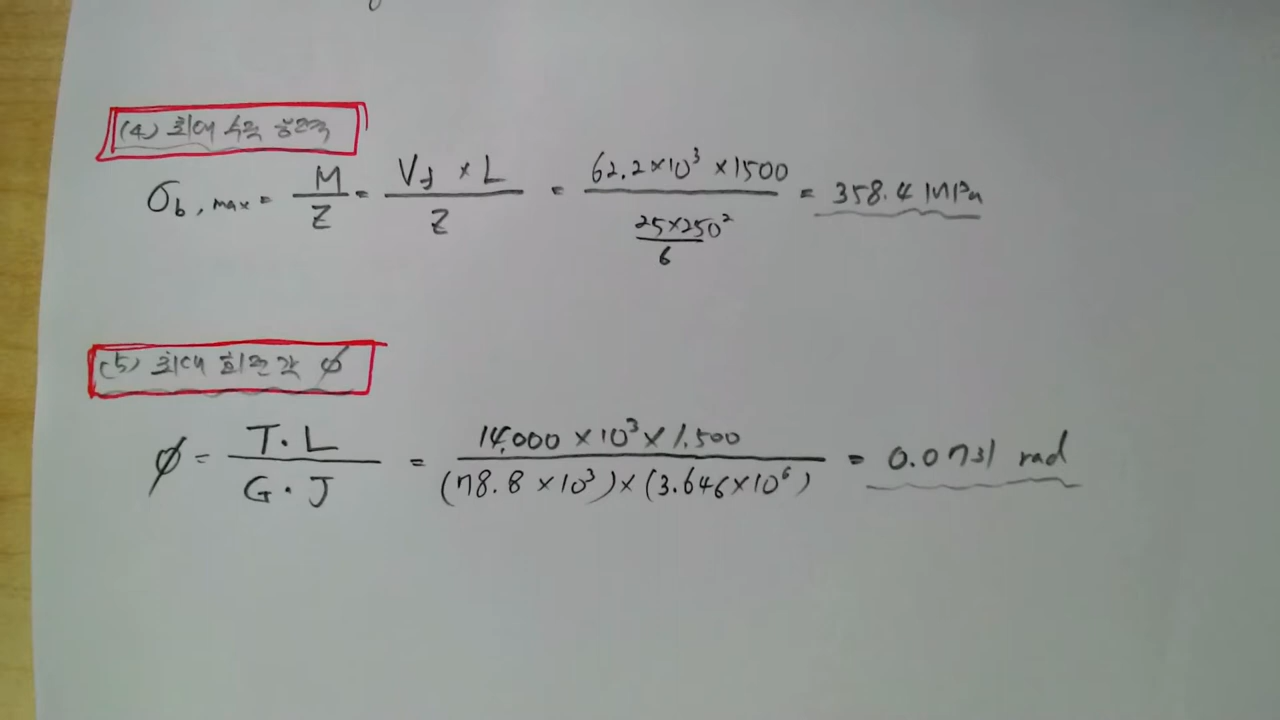 (4) 최대 수직 응력
σb, max = M/Z = Vf × L / Z = 62.2×10³ ×1500 / (25×250²/6) = 358.4 MPa
(5) 최대 회전각 ϕ
ϕ = T·L / G·J = 14,000 ×10³ × 1,500 / (78.8 ×10³)×(3.646×10⁶) = 0.0731 rad